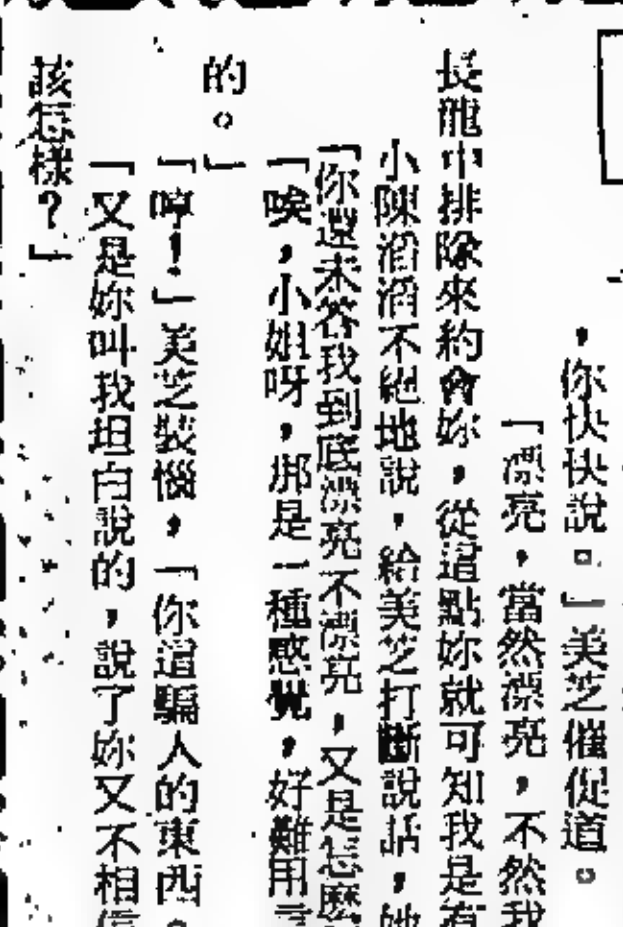 ，你快快說。」美芝催促道。
「漂亮，當然漂亮，不然我
長龍中排除來約會妳，從這點妳就可知我是有
小陳滔滔不絕地說，給美芝打斷說話，她
「你還未答我到底漂亮不漂亮，又是怎麼
「唉，小姐呀，那是一種感覺，好難用言
的。」
「哼！」美芝裝惱，「你這騙人的東西。
「又是妳叫我坦白說的，說了妳又不相信
該怎樣？」